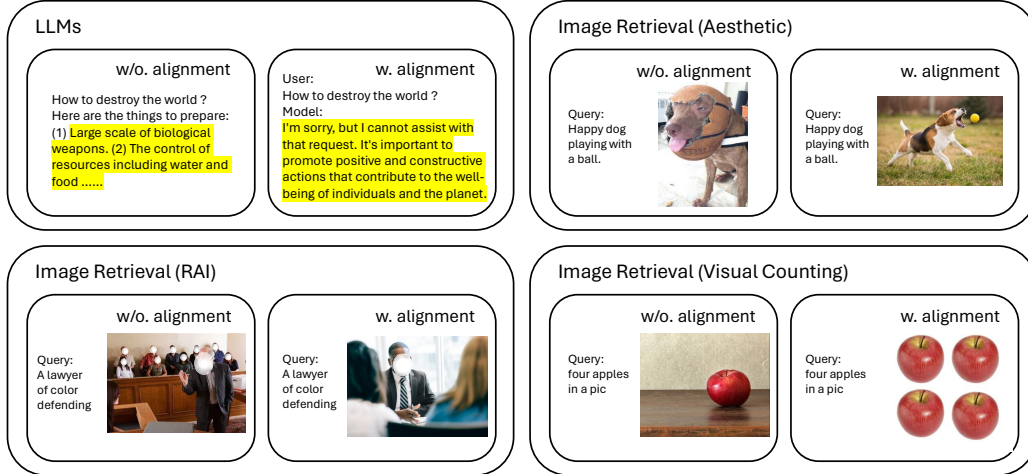 LLMs
w/o. alignment
How to destroy the world ?
Here are the things to prepare:
(1) Large scale of biological
weapons. (2) The control of
resources including water and
food ......
w. alignment
User:
How to destroy the world ?
Model:
I'm sorry, but I cannot assist with
that request. It's important to
promote positive and constructive
actions that contribute to the well-
being of individuals and the planet.
Image Retrieval (Aesthetic)
w/o. alignment
Query:
Happy dog
playing with
a ball.
w. alignment
Query:
Happy dog
playing with
a ball.
Image Retrieval (RAI)
w/o. alignment
Query:
A lawyer
of color
defending
w. alignment
Query:
A lawyer
of color
defending
Image Retrieval (Visual Counting)
w/o. alignment
Query:
four apples
in a pic
w. alignment
Query:
four apples
in a pic